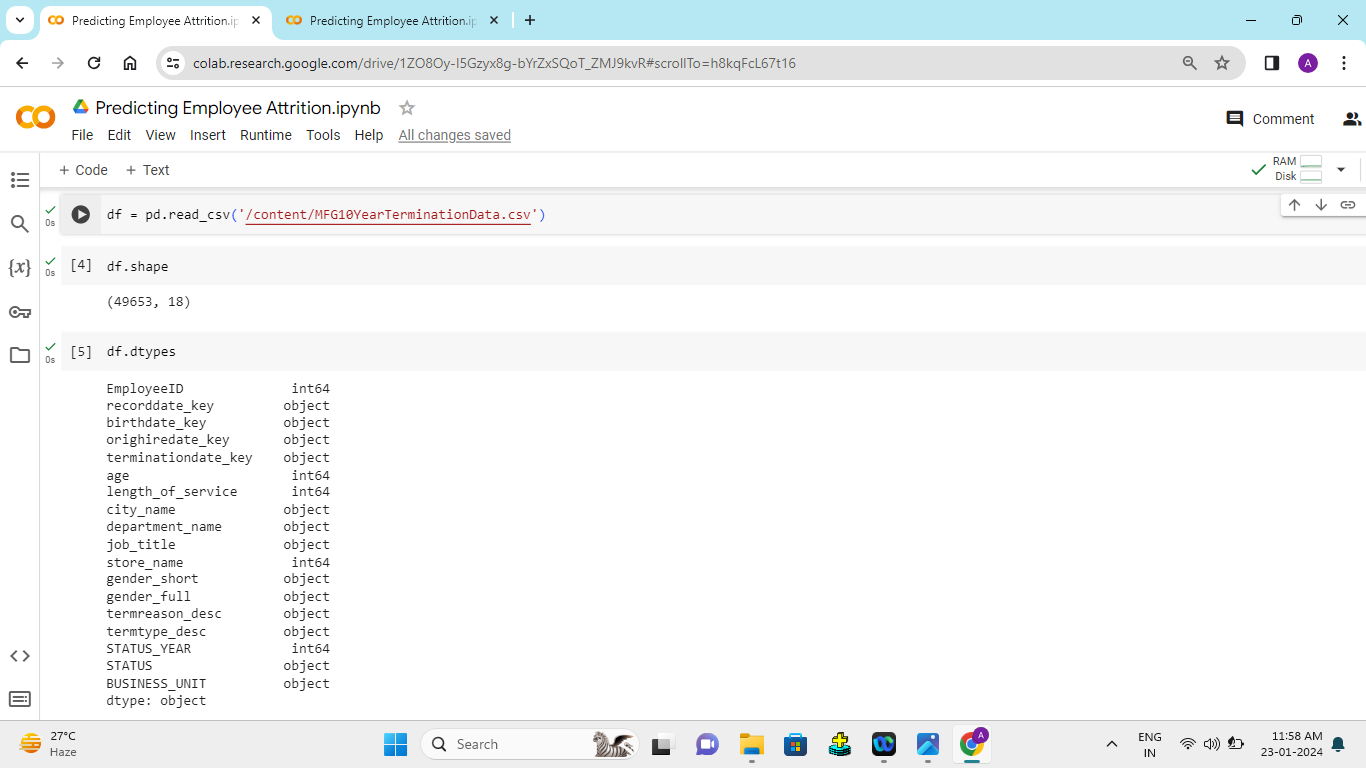 Predicting Employee Attrition.ip
Predicting Employee Attrition.ip
colab.research.google.com/drive/1ZO8Oy-I5Gzyx8g-bYrZxSQoT_ZMJ9kvR#scrollTo=h8kqFcL67t16
A
Predicting Employee Attrition.ipynb
File Edit View Insert Runtime Tools Help All changes saved
Comment
+ Code + Text
RAM
Disk
0s df = pd.read_csv('/content/MFG10YearTerminationData.csv')
0s [4] df.shape
(49653, 18)
0s [5] df.dtypes
EmployeeID int64
recorddate_key object
birthdate_key object
orighiredate_key object
terminationdate_key object
age int64
length_of_service int64
city_name object
department_name object
job_title object
store_name int64
gender_short object
gender_full object
termreason_desc object
termtype_desc object
STATUS_YEAR int64
STATUS object
BUSINESS_UNIT object
dtype: object
27°C
Haze
Search
A
ENG
IN
11:58 AM
23-01-2024